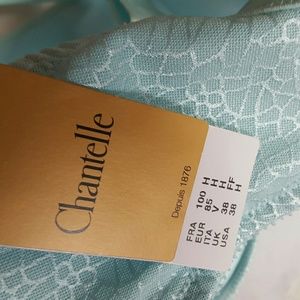 Chantelle
Depuis 1876
FRA 100 H
EUR 85 H
ITA V H
UK 38 FF
USA 38 H